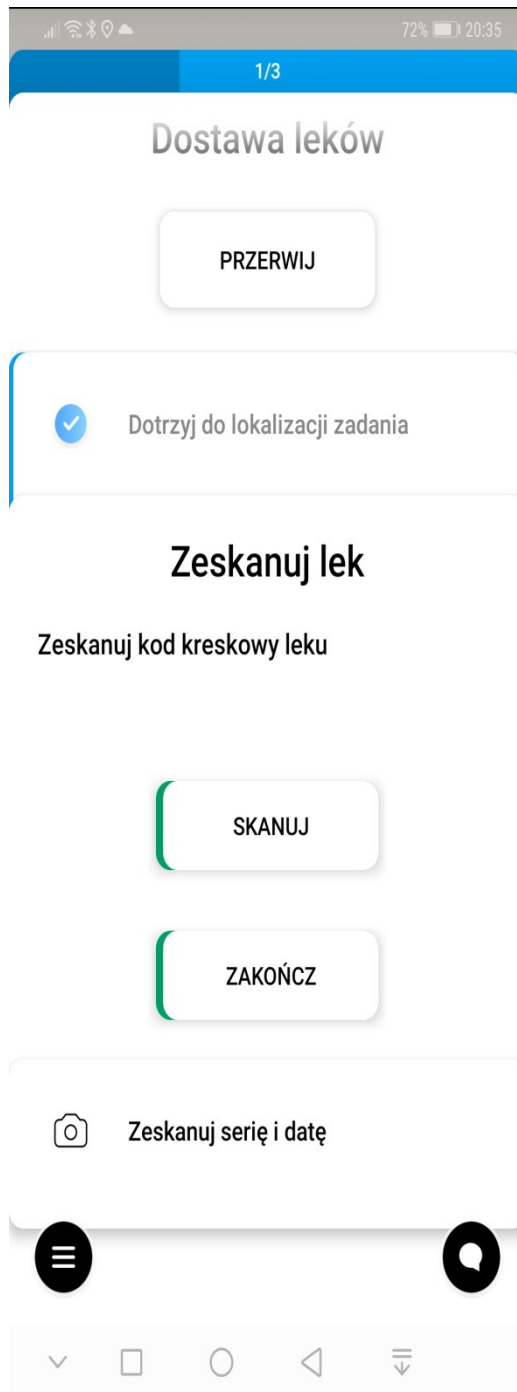 72% 20:35
1/3
Dostawa leków
PRZERWIJ
Dotrzyj do lokalizacji zadania
Zeskanuj lek
Zeskanuj kod kreskowy leku
SKANUJ
ZAKOŃCZ
Zeskanuj serię i datę